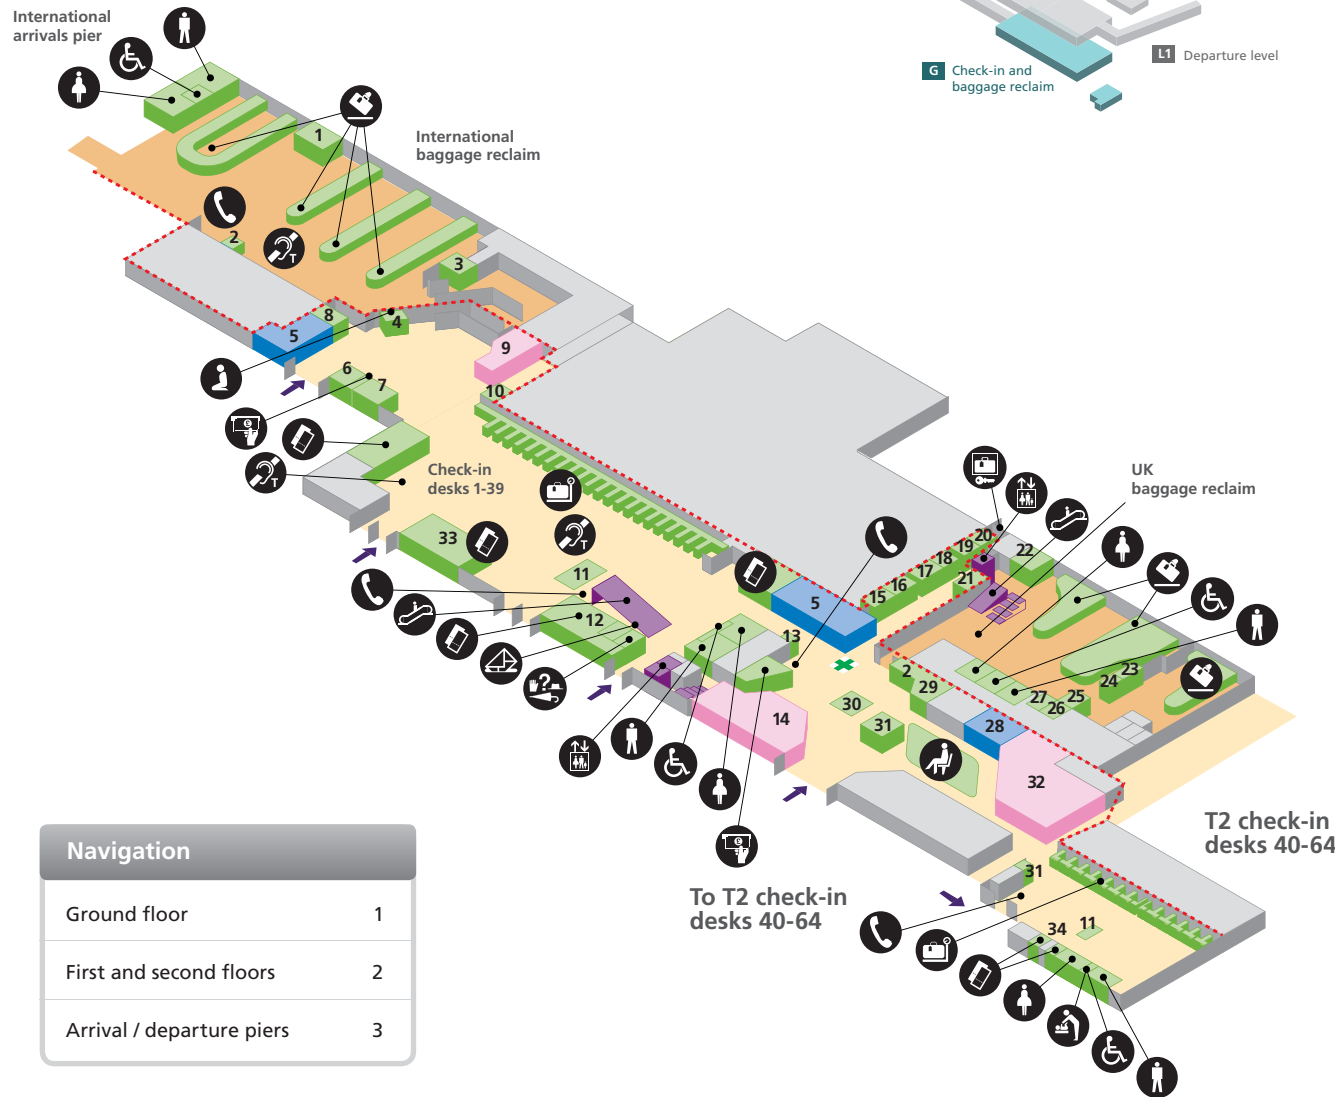 International
arrivals pier
L1 Departure level
G Check-in and
baggage reclaim
1
International
baggage reclaim
2
T
3
8
4
5
9
6
7
10
£
T
Check-in
desks 1-39
UK
baggage reclaim
33
T
11
20
19
18
17
16
15
22
21
5
12
13
?
2
29
23
24
25
27
26
30
31
28
14
32
T2 check-in
desks 40-64
To T2 check-in
desks 40-64
£
31
34
11
Navigation
Ground floor 1
First and second floors 2
Arrival / departure piers 3